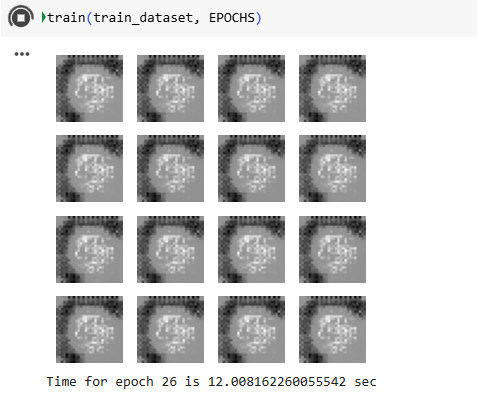 train(train_dataset, EPOCHS)
Time for epoch 26 is 12.008162260055542 sec